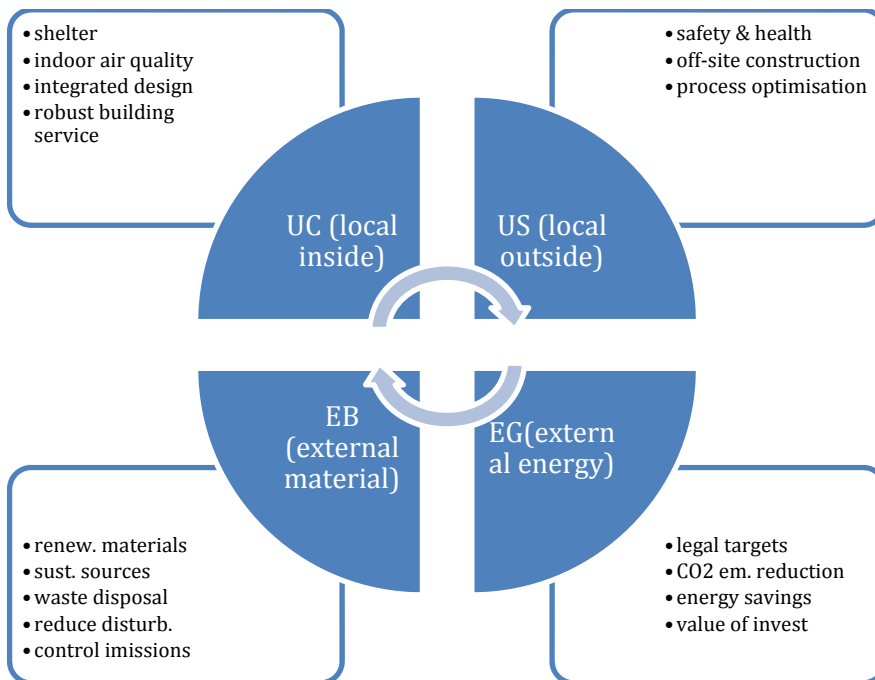 • shelter
• indoor air quality
• integrated design
• robust building
service
• safety & health
• off-site construction
• process optimisation
UC (local
inside)
US (local
outside)
EB
(external
material)
EG(extern
al energy)
• renew. materials
• sust. sources
• waste disposal
• reduce disturb.
• control imissions
• legal targets
• CO2 em. reduction
• energy savings
• value of invest